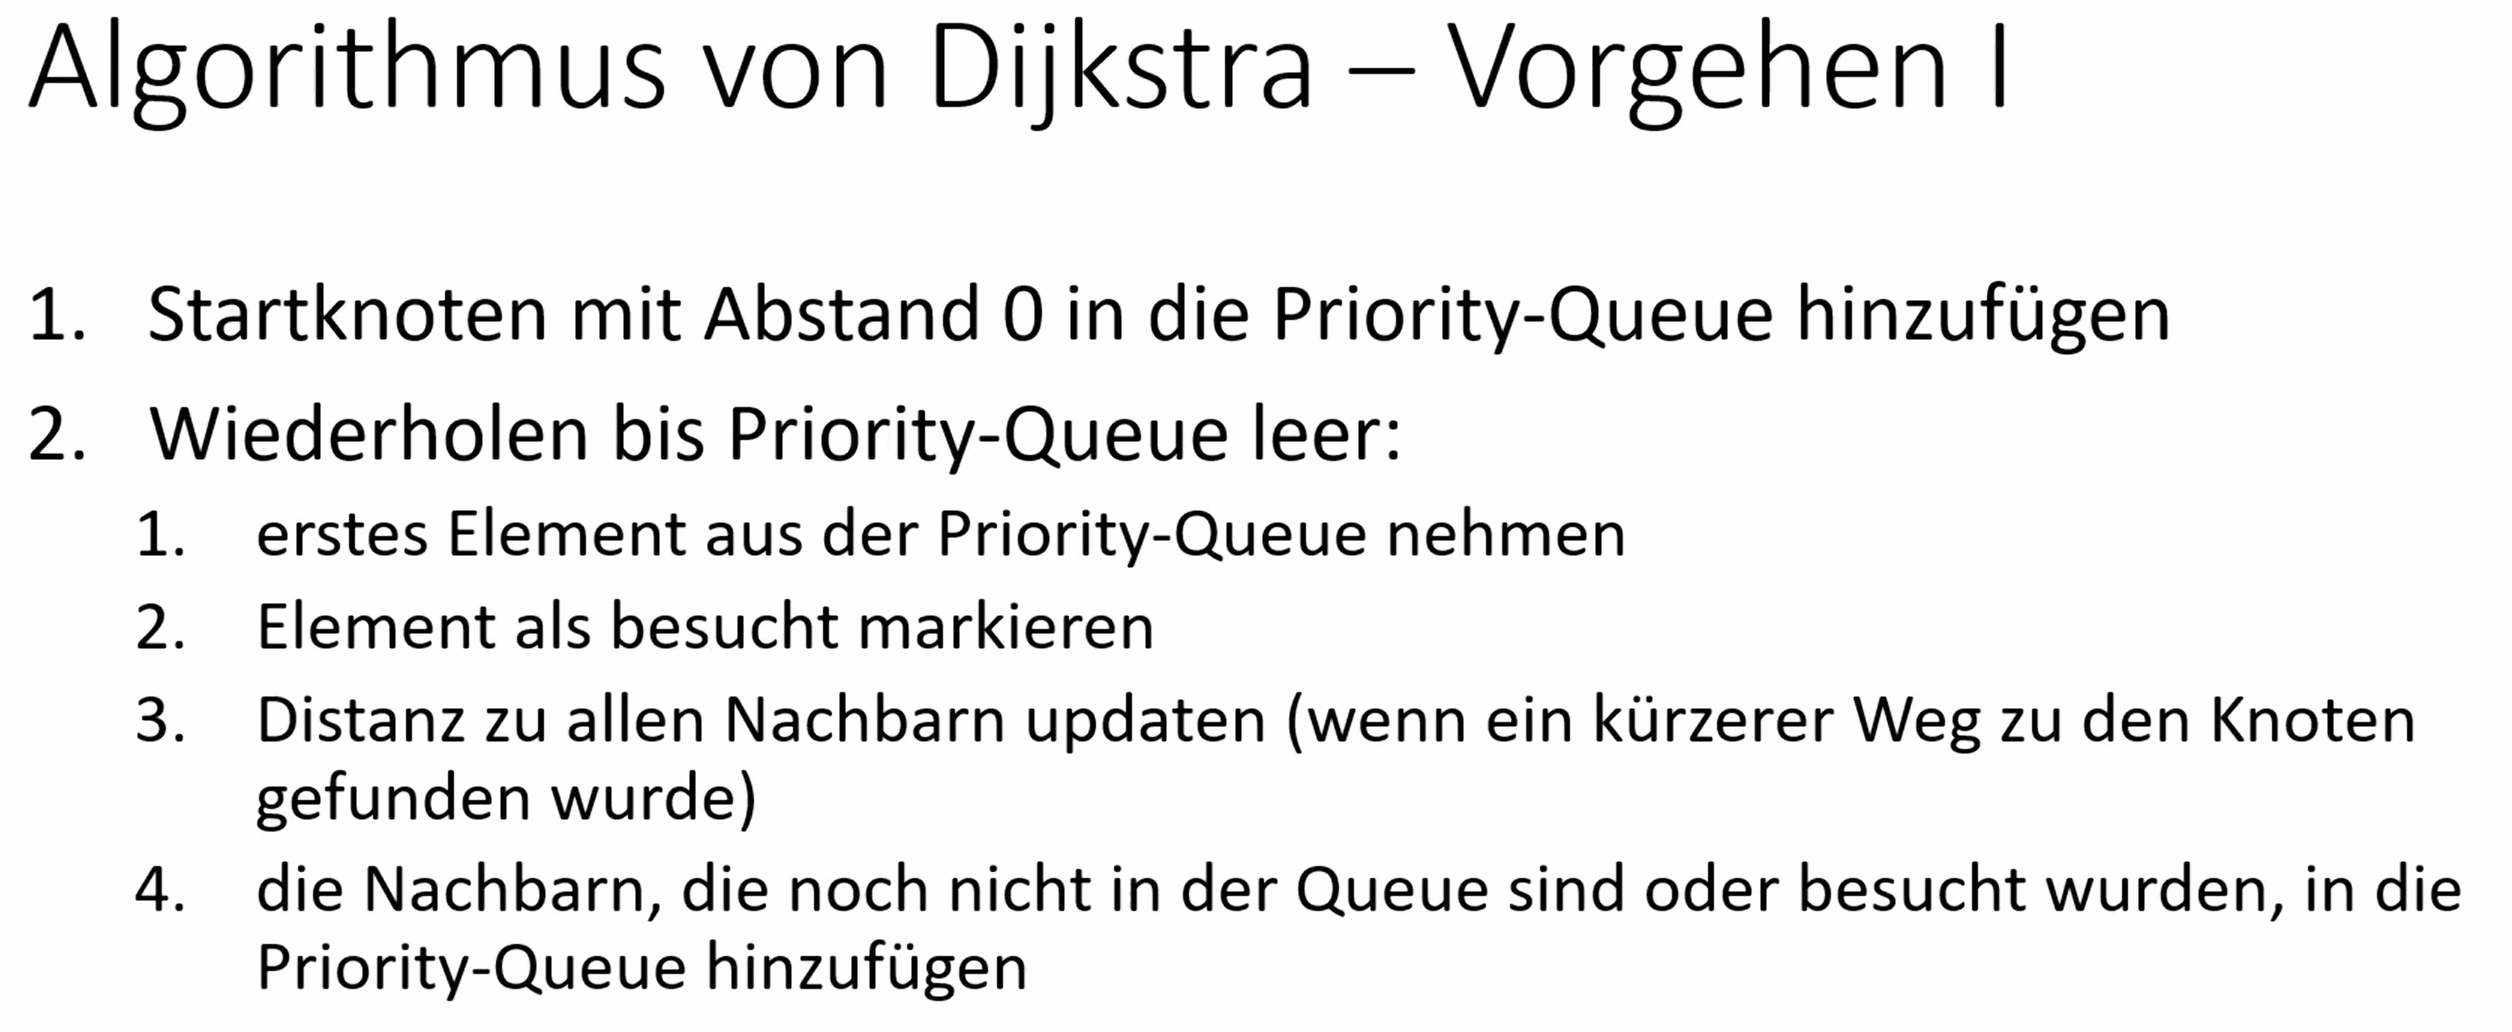 Algorithmus von Dijkstra – Vorgehen I
1. Startknoten mit Abstand 0 in die Priority-Queue hinzufügen
2. Wiederholen bis Priority-Queue leer:
1. erstes Element aus der Priority-Queue nehmen
2. Element als besucht markieren
3. Distanz zu allen Nachbarn updaten (wenn ein kürzerer Weg zu den Knoten
gefunden wurde)
4. die Nachbarn, die noch nicht in der Queue sind oder besucht wurden, in die
Priority-Queue hinzufügen